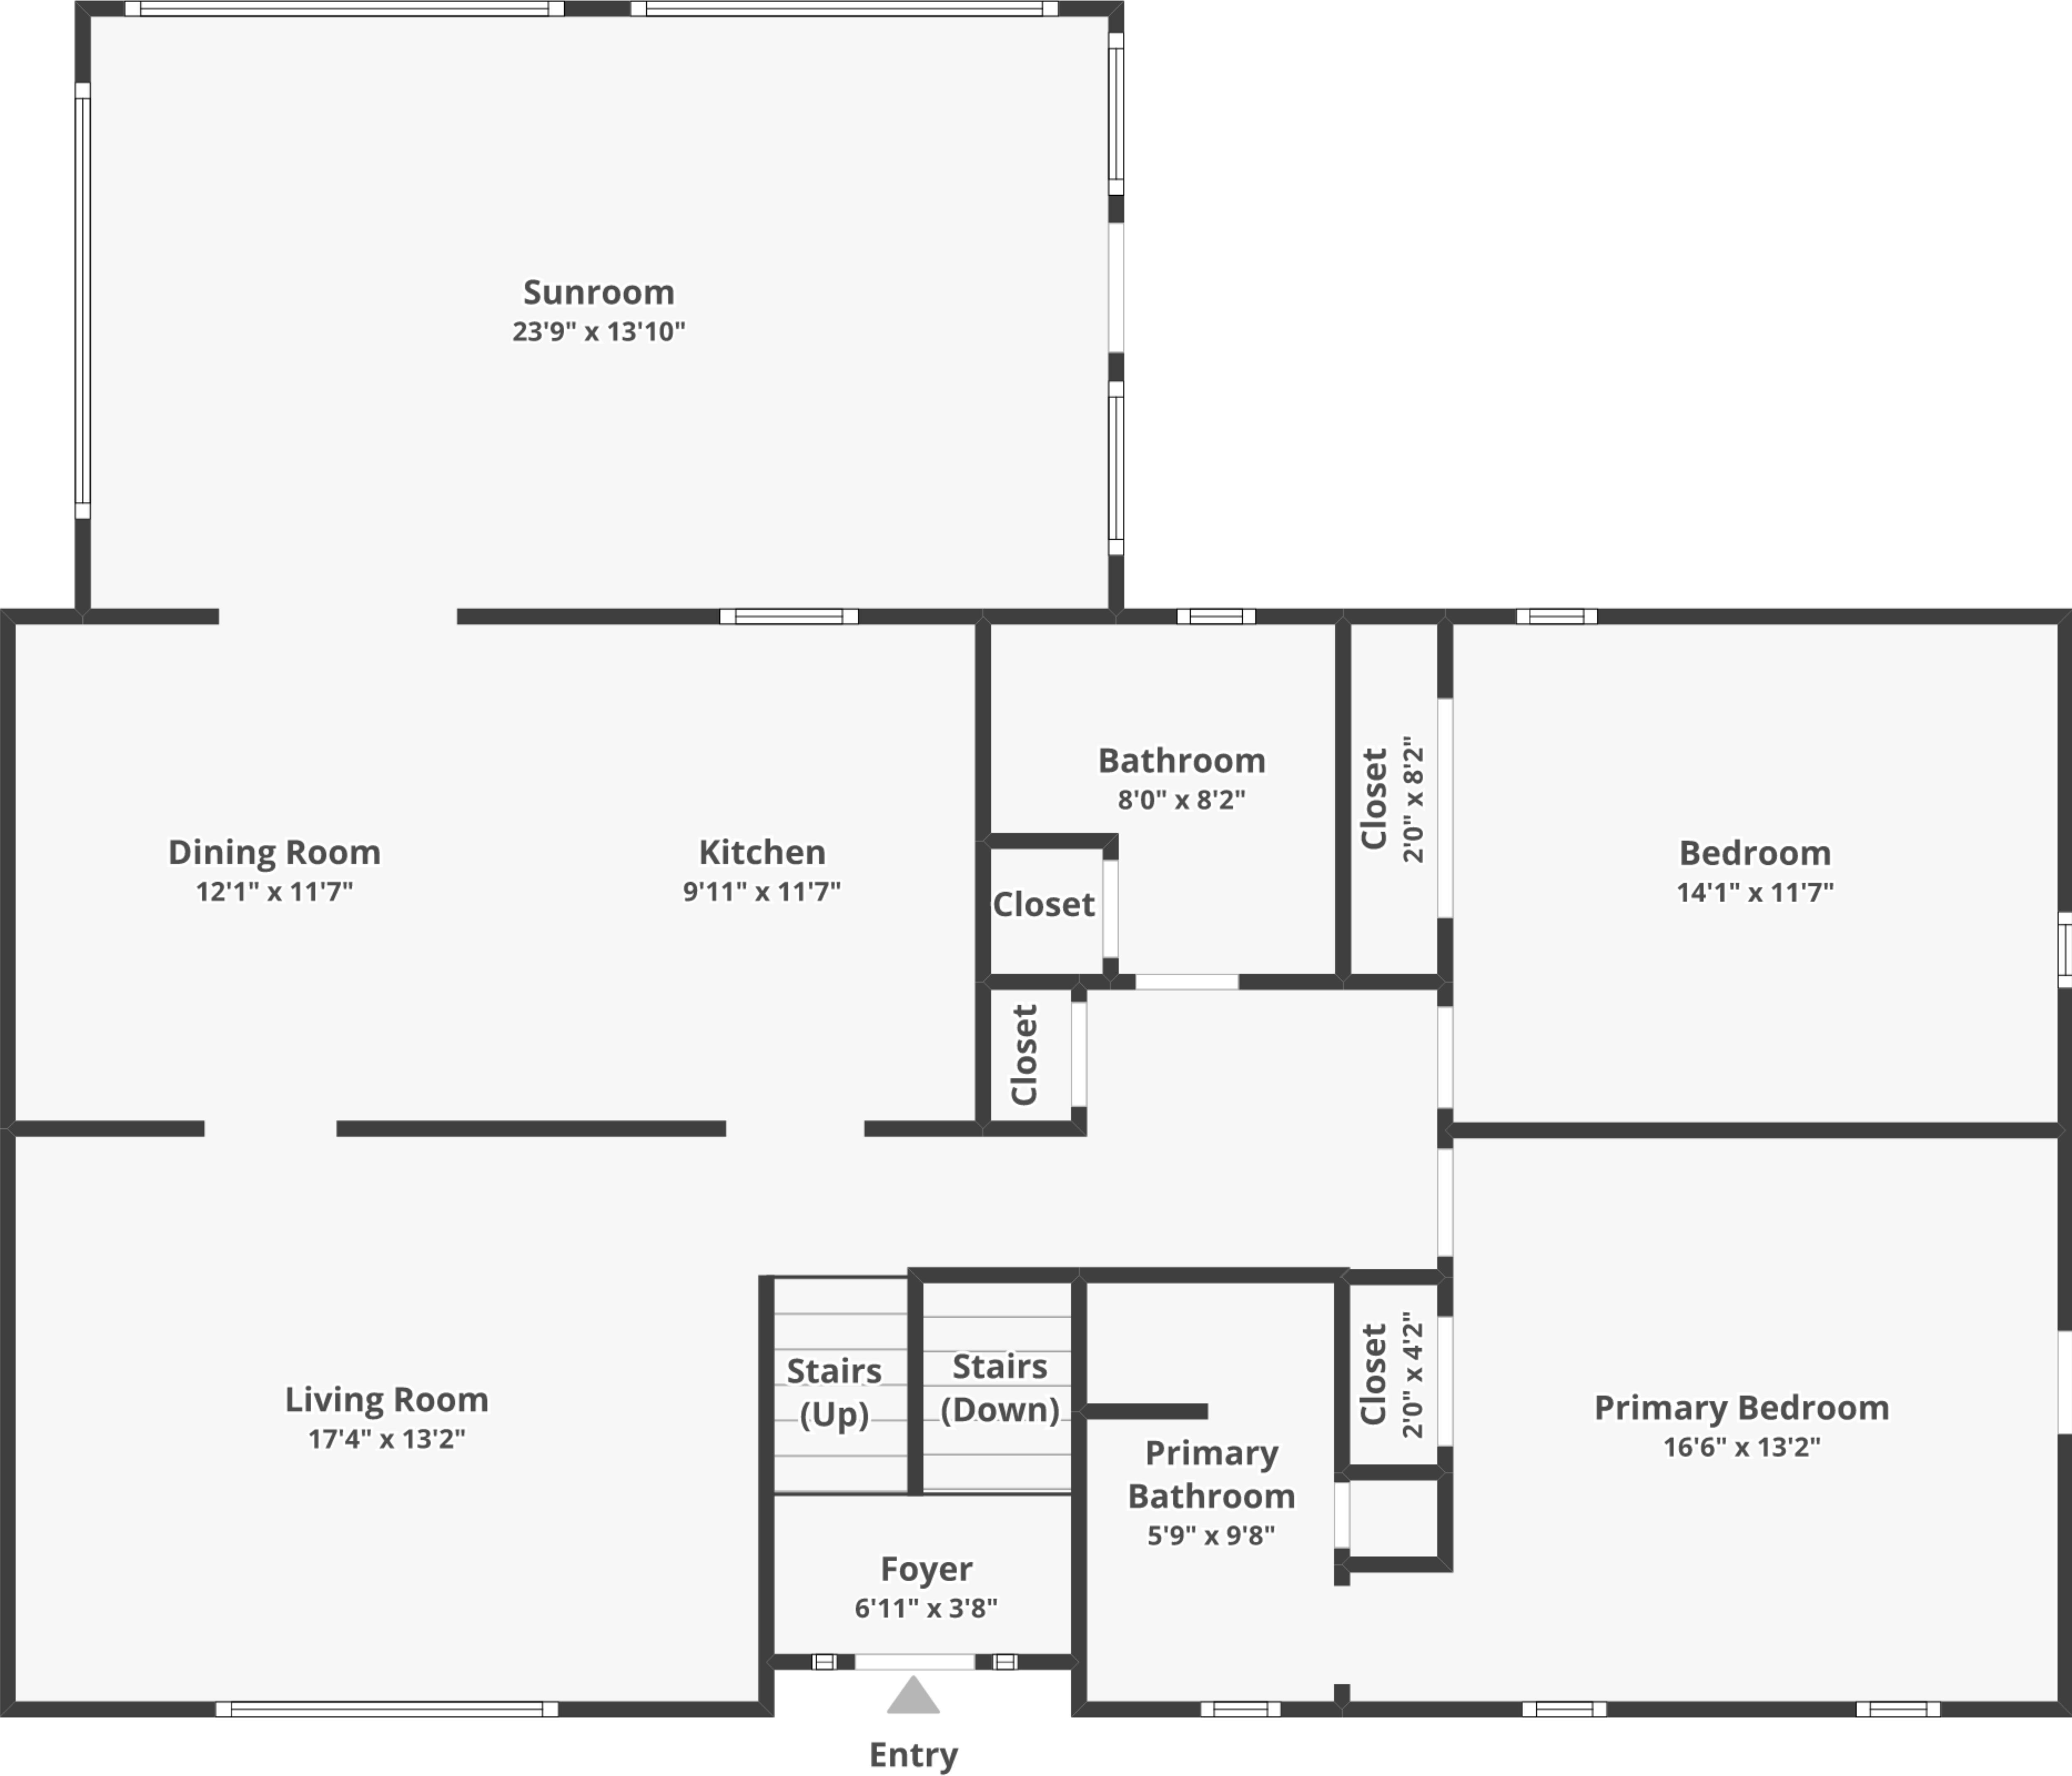 Sunroom
23'9" x 13'10"
Bathroom
8'0" x 8'2"
Closet
2'0" x 8'2"
Dining Room
12'1" x 11'7"
Kitchen
9'11" x 11'7"
Bedroom
14'1" x 11'7"
Closet
Closet
Living Room
17'4" x 13'2"
Stairs
(Up)
Stairs
(Down)
Closet
2'0" x 4'2"
Primary Bedroom
16'6" x 13'2"
Primary
Bathroom
5'9" x 9'8"
Foyer
6'11" x 3'8"
Entry